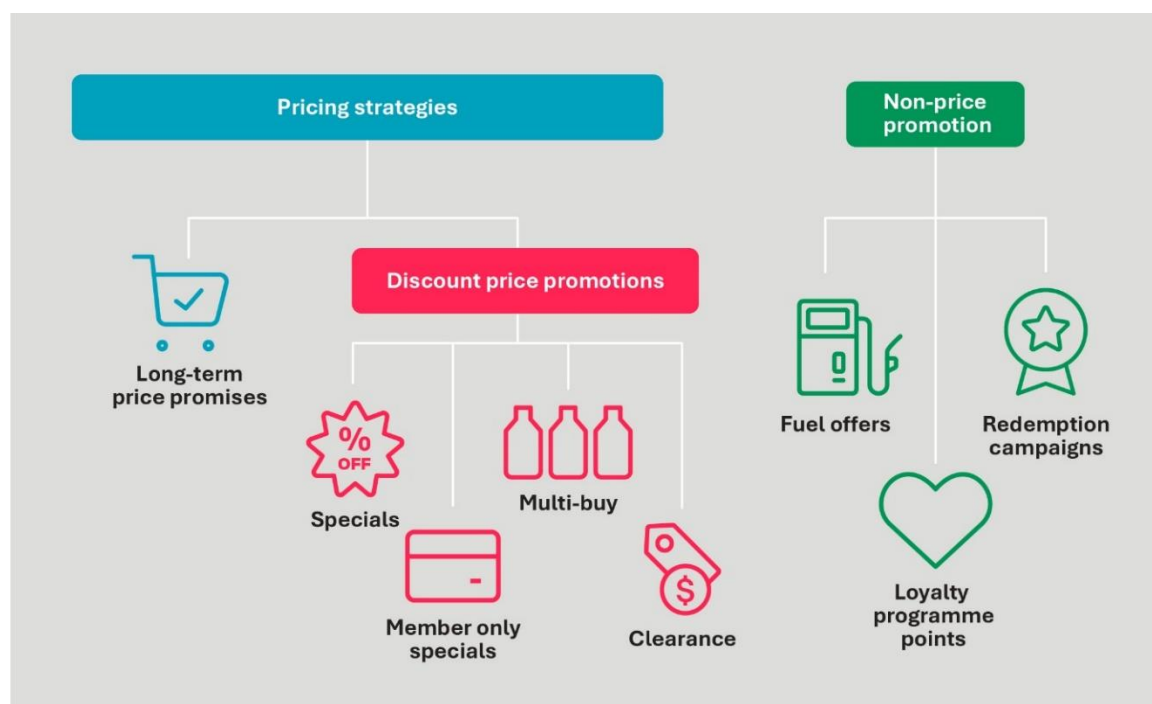 Pricing strategies
Non-price
promotion
Discount price promotions
Long-term
price promises
%
OFF
Specials
Multi-buy
Member only
specials
$
Clearance
Fuel offers
Redemption
campaigns
Loyalty
programme
points